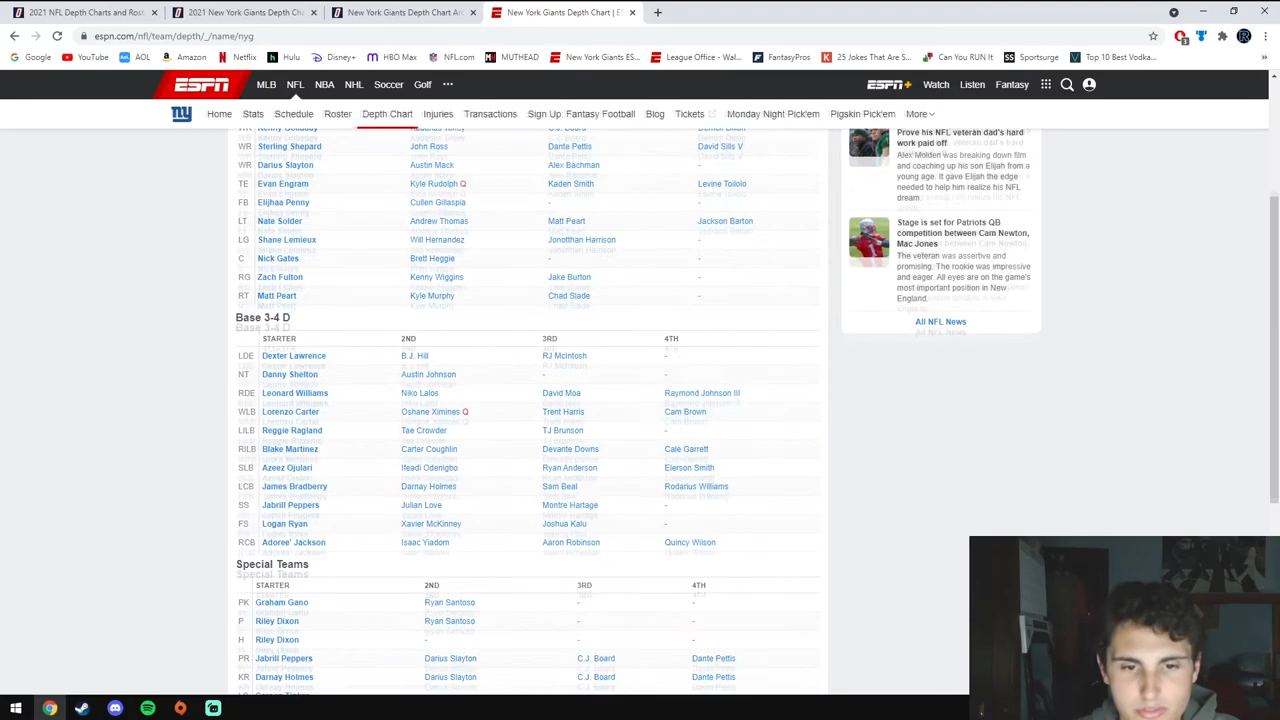 2021 NFL Depth Charts and Rost
2021 New York Giants Depth Chart
New York Giants Depth Chart Arc
New York Giants Depth Chart | ES
espn.com/nfl/team/depth/_/name/nyg
Google YouTube AOL Amazon Netflix Hulu Disney+ HBO Max NFL.com MUTHEAD New York Giants ES... League Office - Wal... FantasyPros 25 Jokes That Are S... Can You RUN It Sportsurge Top 10 Best Vodka...
ESPN MLB NFL NBA NHL Soccer Golf ••• ESPN+ Watch Listen Fantasy
NY Home Stats Schedule Roster Depth Chart Injuries Transactions Sign Up: Fantasy Football Blog Tickets Monday Night Pick'em Pigskin Pick'em More
WR Kenny Golladay C.J. Board
WR Sterling Shepard John Ross Dante Pettis David Sills V
WR Darius Slayton Austin Mack Alex Bachman -
TE Evan Engram Kyle Rudolph Q Kaden Smith Levine Toilolo
FB Elijhaa Penny Cullen Gillaspia - -
LT Nate Solder Andrew Thomas Matt Peart Jackson Barton
LG Shane Lemieux Will Hernandez Jonotthan Harrison -
C Nick Gates Brett Heggie - -
RG Zach Fulton Kenny Wiggins Jake Burton -
RT Matt Peart Kyle Murphy Chad Slade -
Base 3-4 D
STARTER 2ND 3RD 4TH
LDE Dexter Lawrence B.J. Hill RJ McIntosh -
NT Danny Shelton Austin Johnson - -
RDE Leonard Williams Niko Lalos David Moa Raymond Johnson III
WLB Lorenzo Carter Oshane Ximines Q Trent Harris Cam Brown
LILB Reggie Ragland Tae Crowder TJ Brunson -
RILB Blake Martinez Carter Coughlin Devante Downs Cale Garrett
SLB Azeez Ojulari Ifeadi Odenigbo Ryan Anderson Elerson Smith
LCB James Bradberry Darnay Holmes Sam Beal Rodarius Williams
SS Jabrill Peppers Julian Love Montre Hartage -
FS Logan Ryan Xavier McKinney Joshua Kalu -
RCB Adoree' Jackson Isaac Yiadom Aaron Robinson Quincy Wilson
Special Teams
STARTER 2ND 3RD 4TH
PK Graham Gano Ryan Santoso - -
P Riley Dixon Ryan Santoso - -
H Riley Dixon - - -
PR Jabrill Peppers Darius Slayton C.J. Board Dante Pettis
KR Darnay Holmes Darius Slayton C.J. Board Dante Pettis
Prove his NFL veteran dad's hard
work paid off
Alex Molden was breaking down film
and coaching up his son Elijah from a
young age. It gave Elijah the edge
needed to help him realize his NFL
dream.
Stage is set for Patriots QB
competition between Cam Newton,
Mac Jones
The veteran was assertive and
promising. The rookie was impressive
and eager. All eyes are on the game's
most important position in New
England.
All NFL News